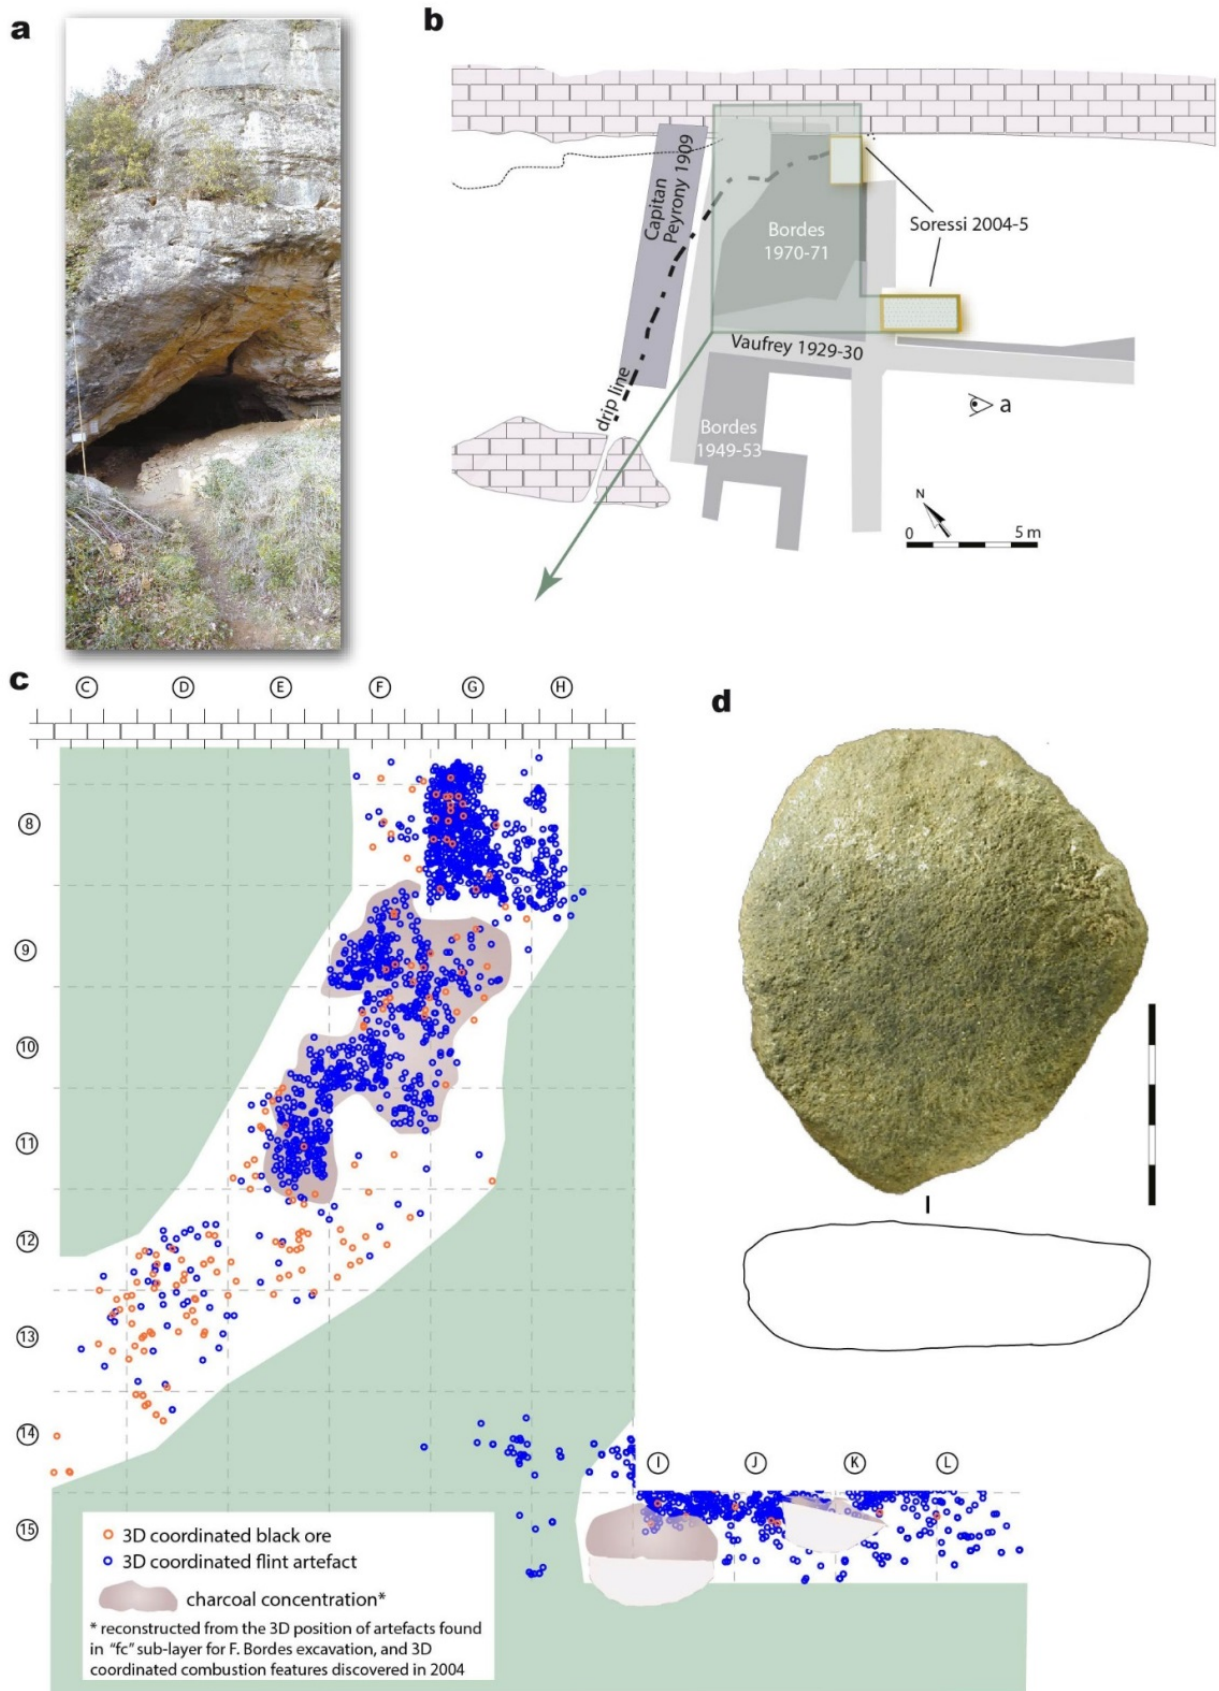 a
b
Capitan
Peyrony 1909
Bordes
1970-71
Soressi 2004-5
Vaufrey 1929-30
drip line
Bordes
1949-53
a
N
0 5 m
c
C D E F G H
d
8
9
10
11
12
13
14
I J K L
15
3D coordinated black ore
3D coordinated flint artefact
charcoal concentration*
* reconstructed from the 3D position of artefacts found
in "fc" sub-layer for F. Bordes excavation, and 3D
coordinated combustion features discovered in 2004